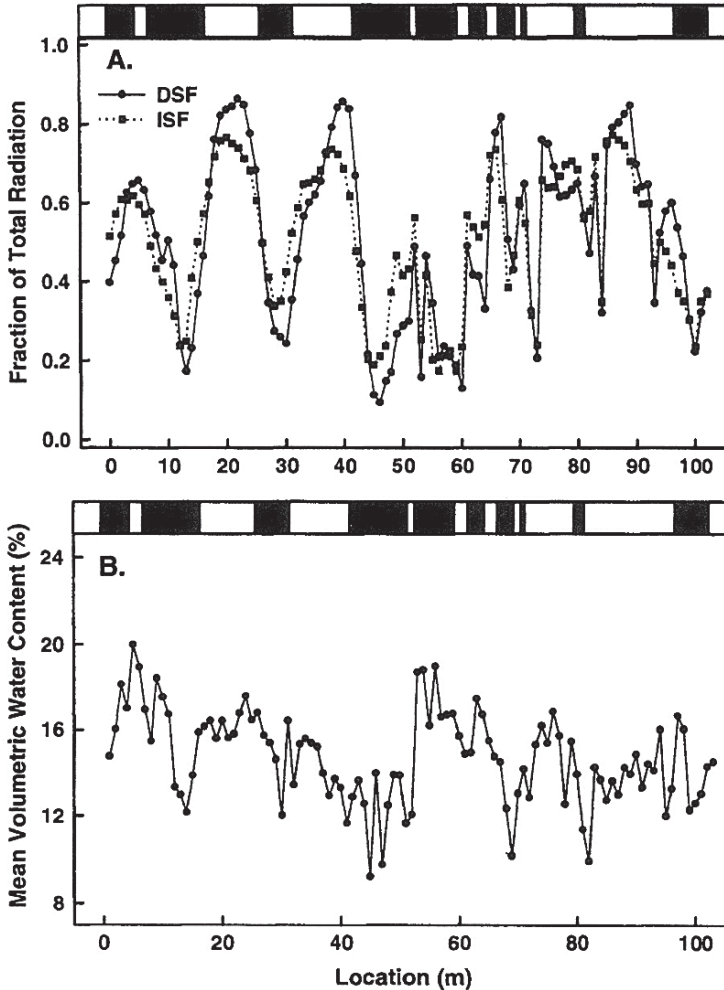 A.
DSF
ISF
Fraction of Total Radiation
1.0
0.8
0.6
0.4
0.2
0.0
0 10 20 30 40 50 60 70 80 90 100
B.
Mean Volumetric Water Content (%)
24
20
16
12
8
0 20 40 60 80 100
Location (m)